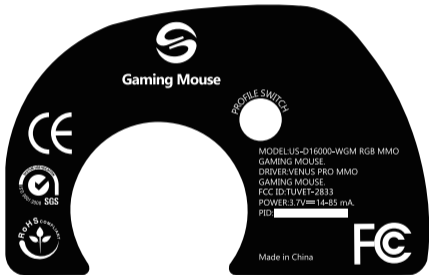 Gaming Mouse
PROFILE SWITCH
CE
MODEL:US-D16000-WGM RGB MMO
GAMING MOUSE.
DRIVER:VENUS PRO MMO
GAMING MOUSE.
FCC ID:TUVET-2833
POWER:3.7V⎓14-85 mA.
PID:
SGS
RoHS COMPLIANT
Made in China
FC